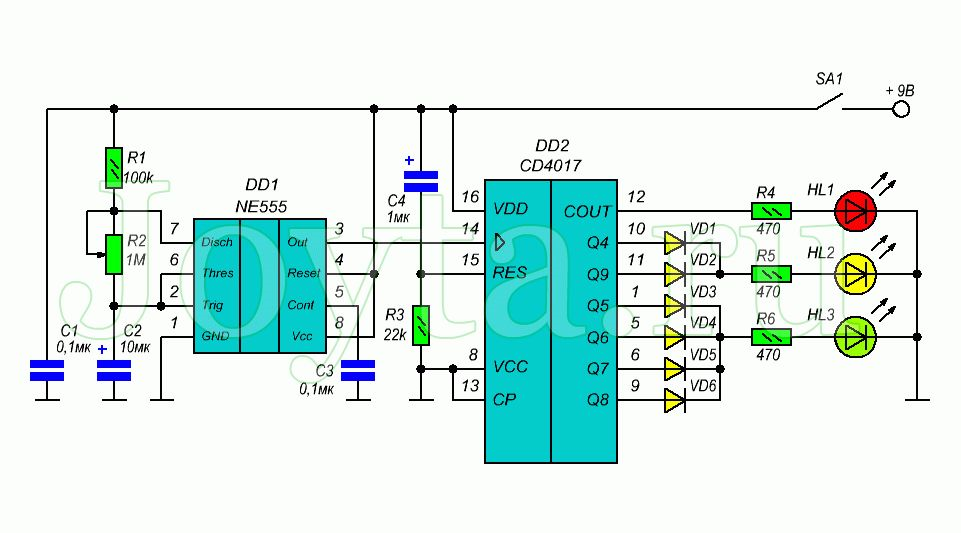 SA1
+ 9В
R1
100k
DD1
NE555
R2
1M
7
6
2
1
Disch
Thres
Trig
GND
Out
Reset
Cont
Vcc
3
4
5
8
C1
0,1мк
+
C2
10мк
C3
0,1мк
+
C4
1мк
R3
22k
DD2
CD4017
16
14
15
8
13
VDD
RES
VCC
CP
COUT
Q4
Q9
Q5
Q6
Q7
Q8
12
10
11
1
5
6
9
VD1
VD2
VD3
VD4
VD5
VD6
R4
470
R5
470
R6
470
HL1
HL2
HL3
Joyta.ru